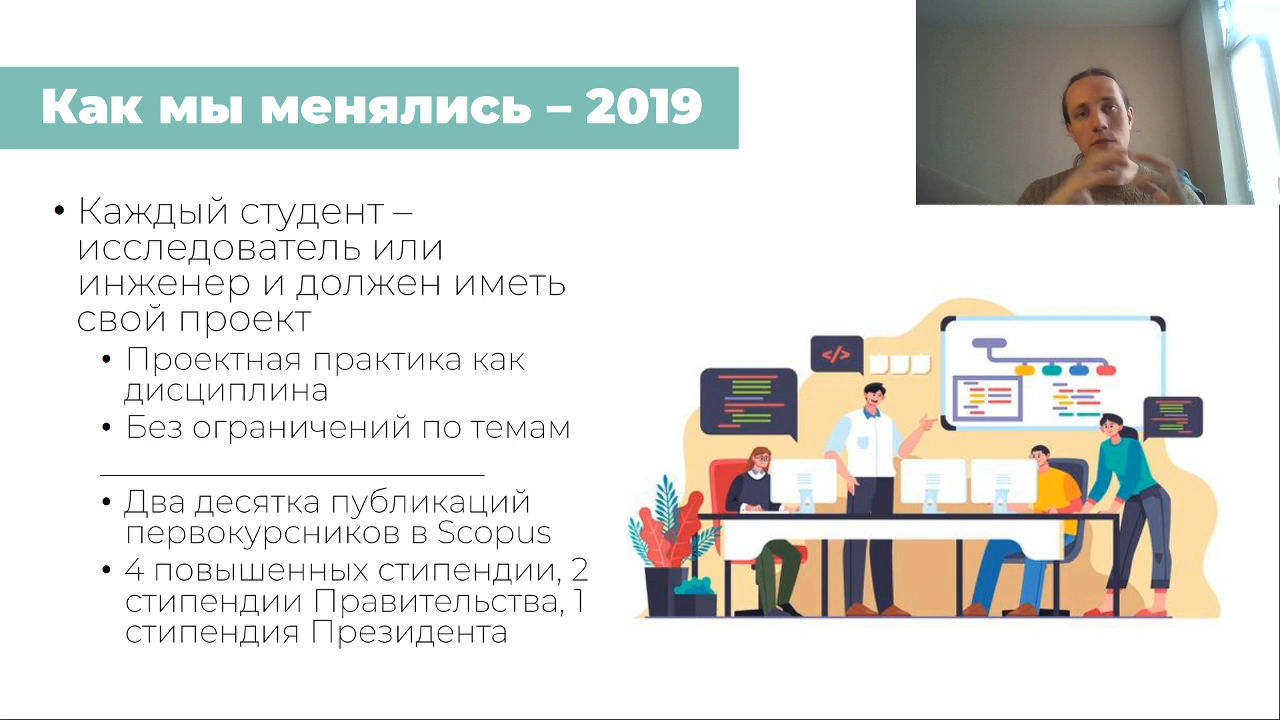 Как мы менялись – 2019
• Каждый студент –
исследователь или
инженер и должен иметь
свой проект
• Проектная практика как
дисциплина
• Без ограничений по темам
• Два десятка публикаций
первокурсников в Scopus
• 4 повышенных стипендии, 2
стипендии Правительства, 1
стипендия Президента
</>